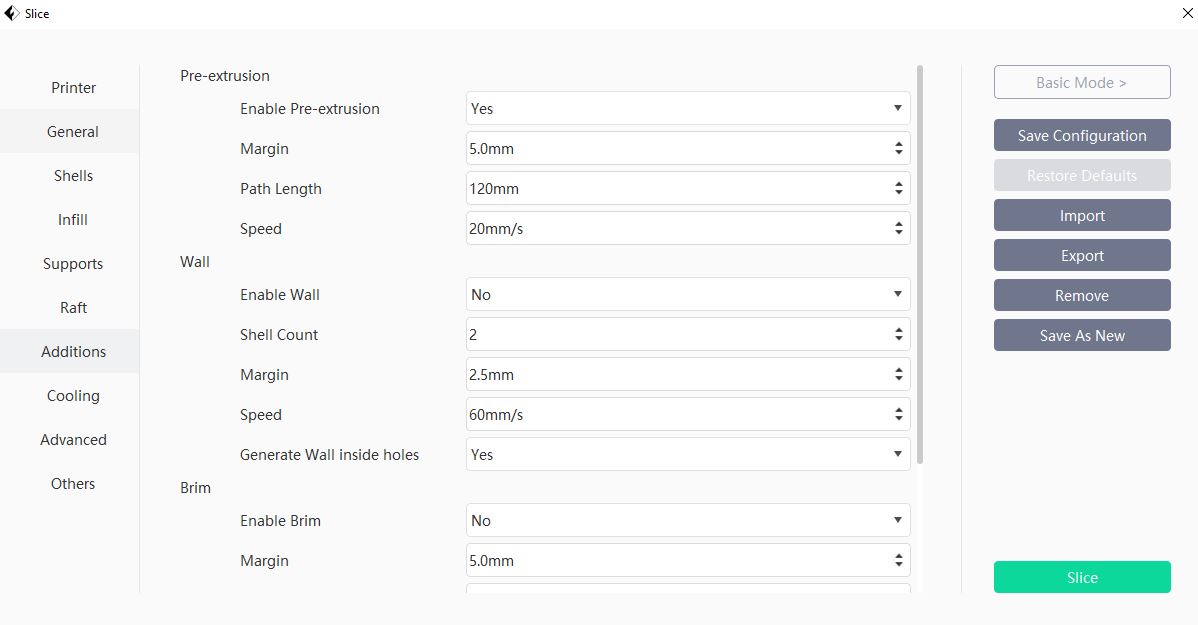 Slice
Printer
General
Shells
Infill
Supports
Raft
Additions
Cooling
Advanced
Others
Pre-extrusion
Enable Pre-extrusion Yes
Margin 5.0mm
Path Length 120mm
Speed 20mm/s
Wall
Enable Wall No
Shell Count 2
Margin 2.5mm
Speed 60mm/s
Generate Wall inside holes Yes
Brim
Enable Brim No
Margin 5.0mm
Basic Mode >
Save Configuration
Restore Defaults
Import
Export
Remove
Save As New
Slice